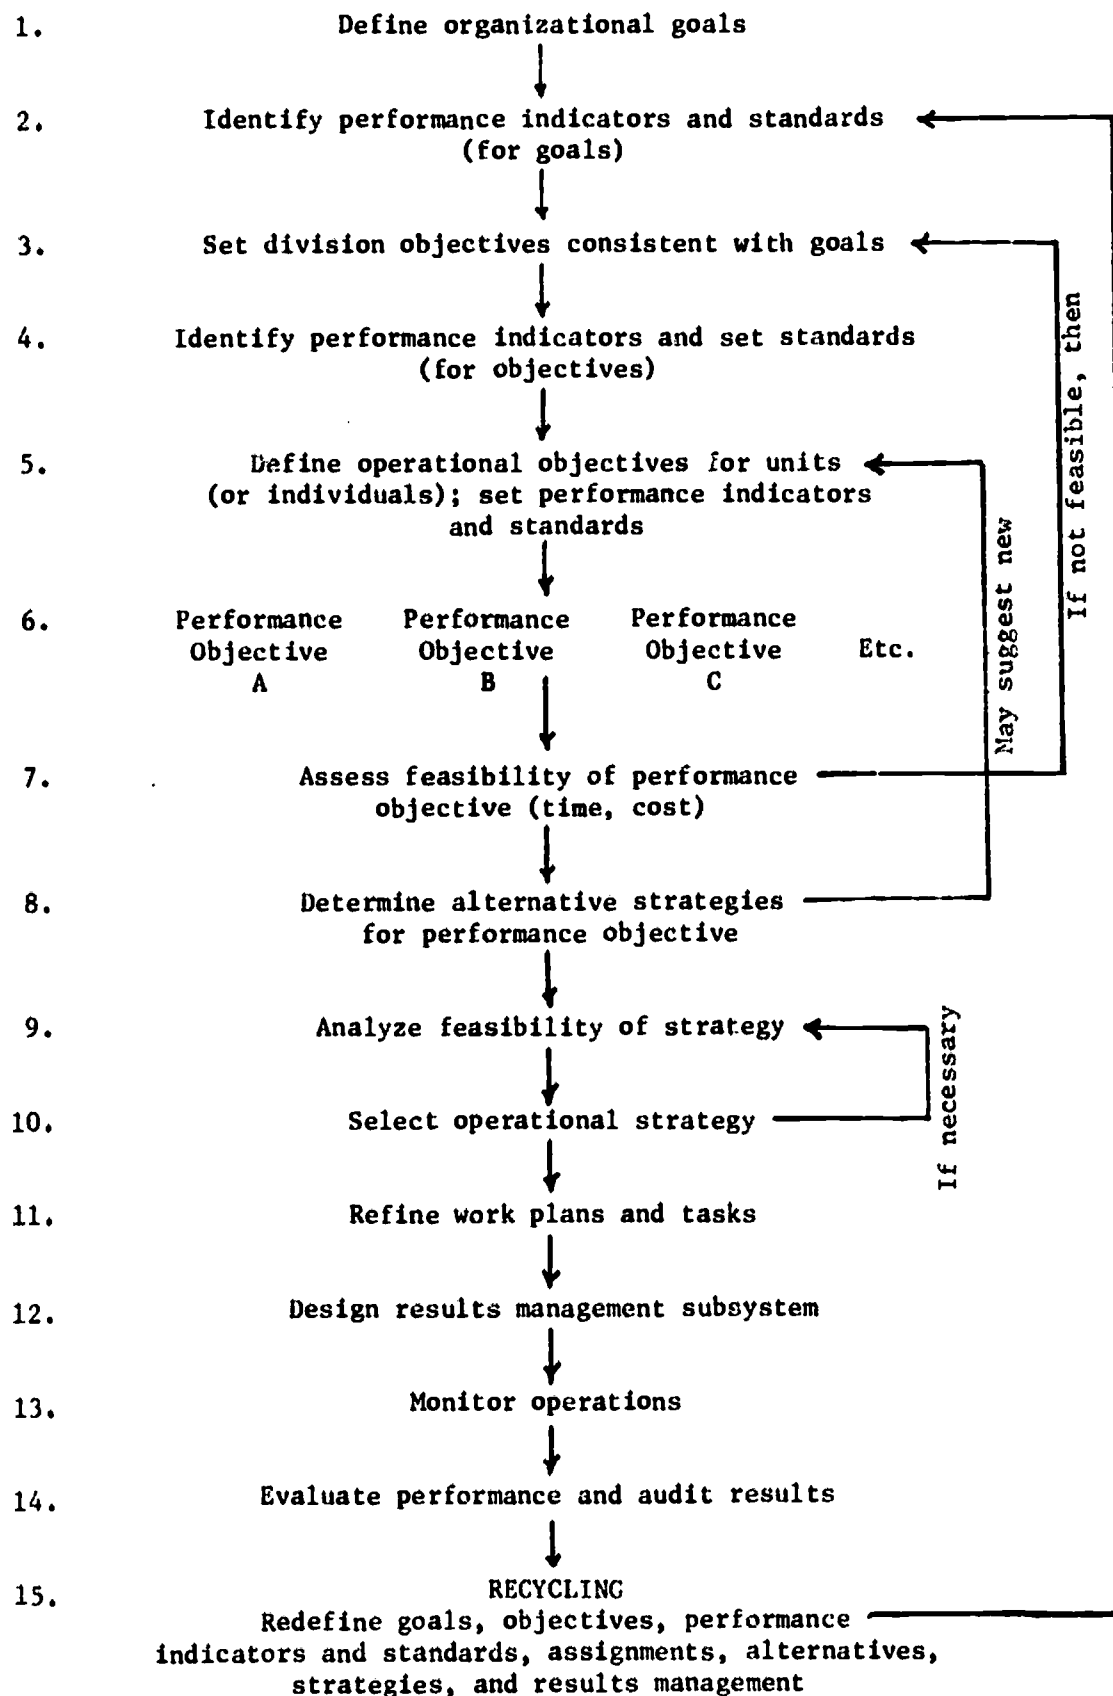 1. Define organizational goals
2. Identify performance indicators and standards
(for goals)
3. Set division objectives consistent with goals
4. Identify performance indicators and set standards
(for objectives)
5. Define operational objectives for units
(or individuals); set performance indicators
and standards
6. Performance Performance Performance
Objective Objective Objective Etc.
A B C
7. Assess feasibility of performance
objective (time, cost)
8. Determine alternative strategies
for performance objective
9. Analyze feasibility of strategy
10. Select operational strategy
11. Refine work plans and tasks
12. Design results management subsystem
13. Monitor operations
14. Evaluate performance and audit results
15. RECYCLING
Redefine goals, objectives, performance
indicators and standards, assignments, alternatives,
strategies, and results management
If not feasible, then
May suggest new
If necessary